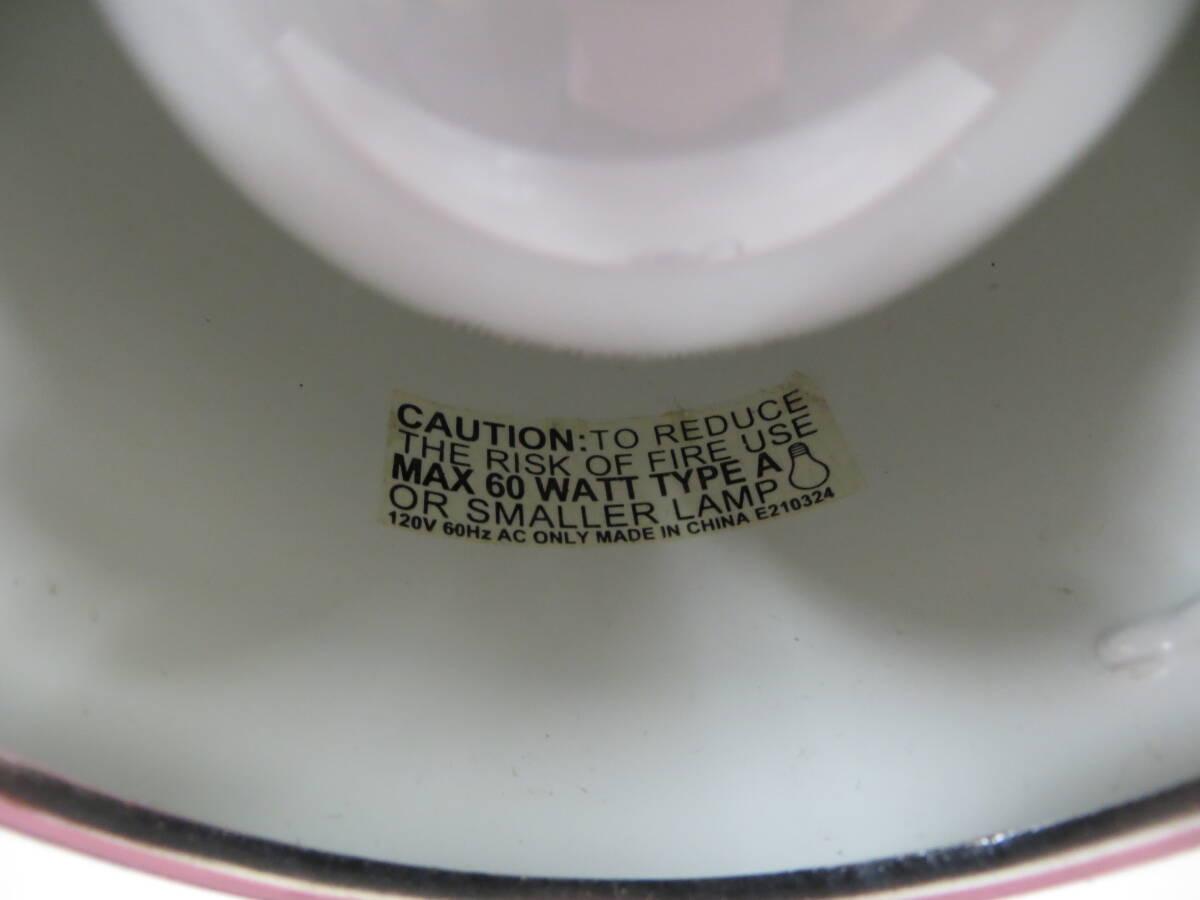 CAUTION: TO REDUCE
THE RISK OF FIRE USE
MAX 60 WATT TYPE A
OR SMALLER LAMP
120V 60Hz AC ONLY MADE IN CHINA E210324